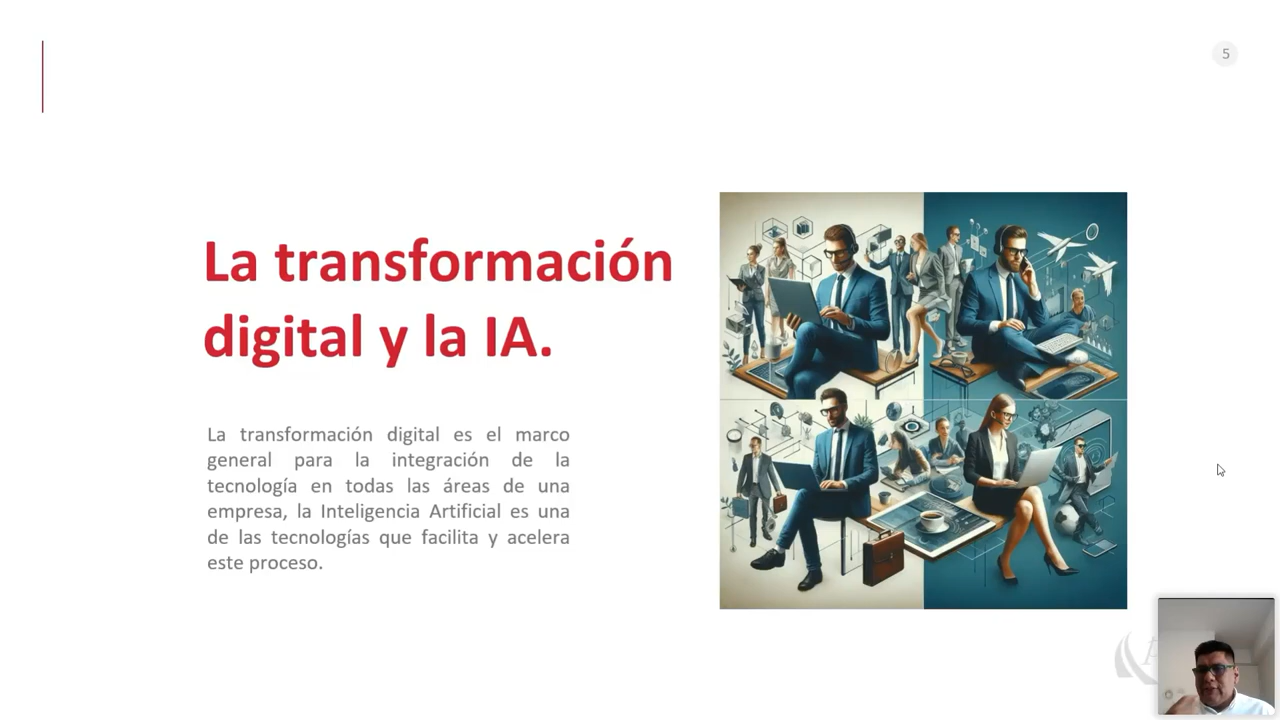 5
La transformación
digital y la IA.
La transformación digital es el marco
general para la integración de la
tecnología en todas las áreas de una
empresa, la Inteligencia Artificial es una
de las tecnologías que facilita y acelera
este proceso.